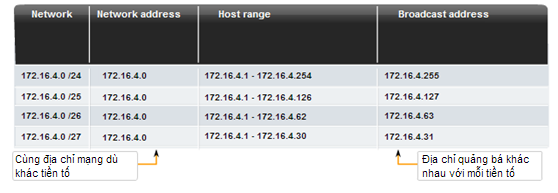 Network Network address Host range Broadcast address
172.16.4.0 /24 172.16.4.0 172.16.4.1 - 172.16.4.254 172.16.4.255
172.16.4.0 /25 172.16.4.0 172.16.4.1 - 172.16.4.126 172.16.4.127
172.16.4.0 /26 172.16.4.0 172.16.4.1 - 172.16.4.62 172.16.4.63
172.16.4.0 /27 172.16.4.0 172.16.4.1 - 172.16.4.30 172.16.4.31
Cùng địa chỉ mạng dù
khác tiền tố
Địa chỉ quảng bá khác
nhau với mỗi tiền tố